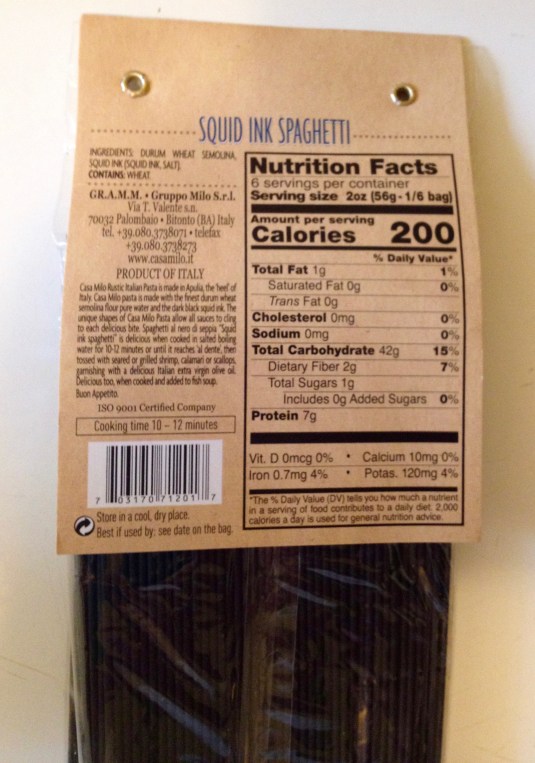 SQUID INK SPAGHETTI
INGREDIENTS: DURUM WHEAT SEMOLINA,
SQUID INK (SQUID INK, SALT).
CONTAINS: WHEAT
GR.A.M.M. • Gruppo Milo S.r.l.
Via T. Valente s.n.
70032 Palombaio • Bitonto (BA) Italy
tel. +39.080.3738071 • telefax
+39.080.3738273
www.casamilo.it
PRODUCT OF ITALY
Casa Milo Rustic Italian Pasta is made in Apulia, the 'heel' of
Italy. Casa Milo pasta is made with the finest durum wheat
semolina flour pure water and the dark black squid ink. The
unique shapes of Casa Milo Pasta allow all sauces to cling
to each delicious bite. Spaghetti al nero di seppia "Squid
ink spaghetti" is delicious when cooked in salted boiling
water for 10-12 minutes or until it reaches 'al dente', then
tossed with seared or grilled shrimp, calamari or scallops,
garnishing with a delicious Italian extra virgin olive oil.
Delicious too, when cooked and added to fish soup.
Buon Appetito.
ISO 9001 Certified Company
Cooking time 10 – 12 minutes
7 03170 71201 7
Store in a cool, dry place.
Best if used by: see date on the bag.
Nutrition Facts
6 servings per container
Serving size 2oz (56g-1/6 bag)
Amount per serving
Calories 200
% Daily Value*
Total Fat 1g 1%
Saturated Fat 0g 0%
Trans Fat 0g
Cholesterol 0mg 0%
Sodium 0mg 0%
Total Carbohydrate 42g 15%
Dietary Fiber 2g 7%
Total Sugars 1g
Includes 0g Added Sugars 0%
Protein 7g
Vit. D 0mcg 0% • Calcium 10mg 0%
Iron 0.7mg 4% • Potas. 120mg 4%
*The % Daily Value (DV) tells you how much a nutrient
in a serving of food contributes to a daily diet. 2,000
calories a day is used for general nutrition advice.